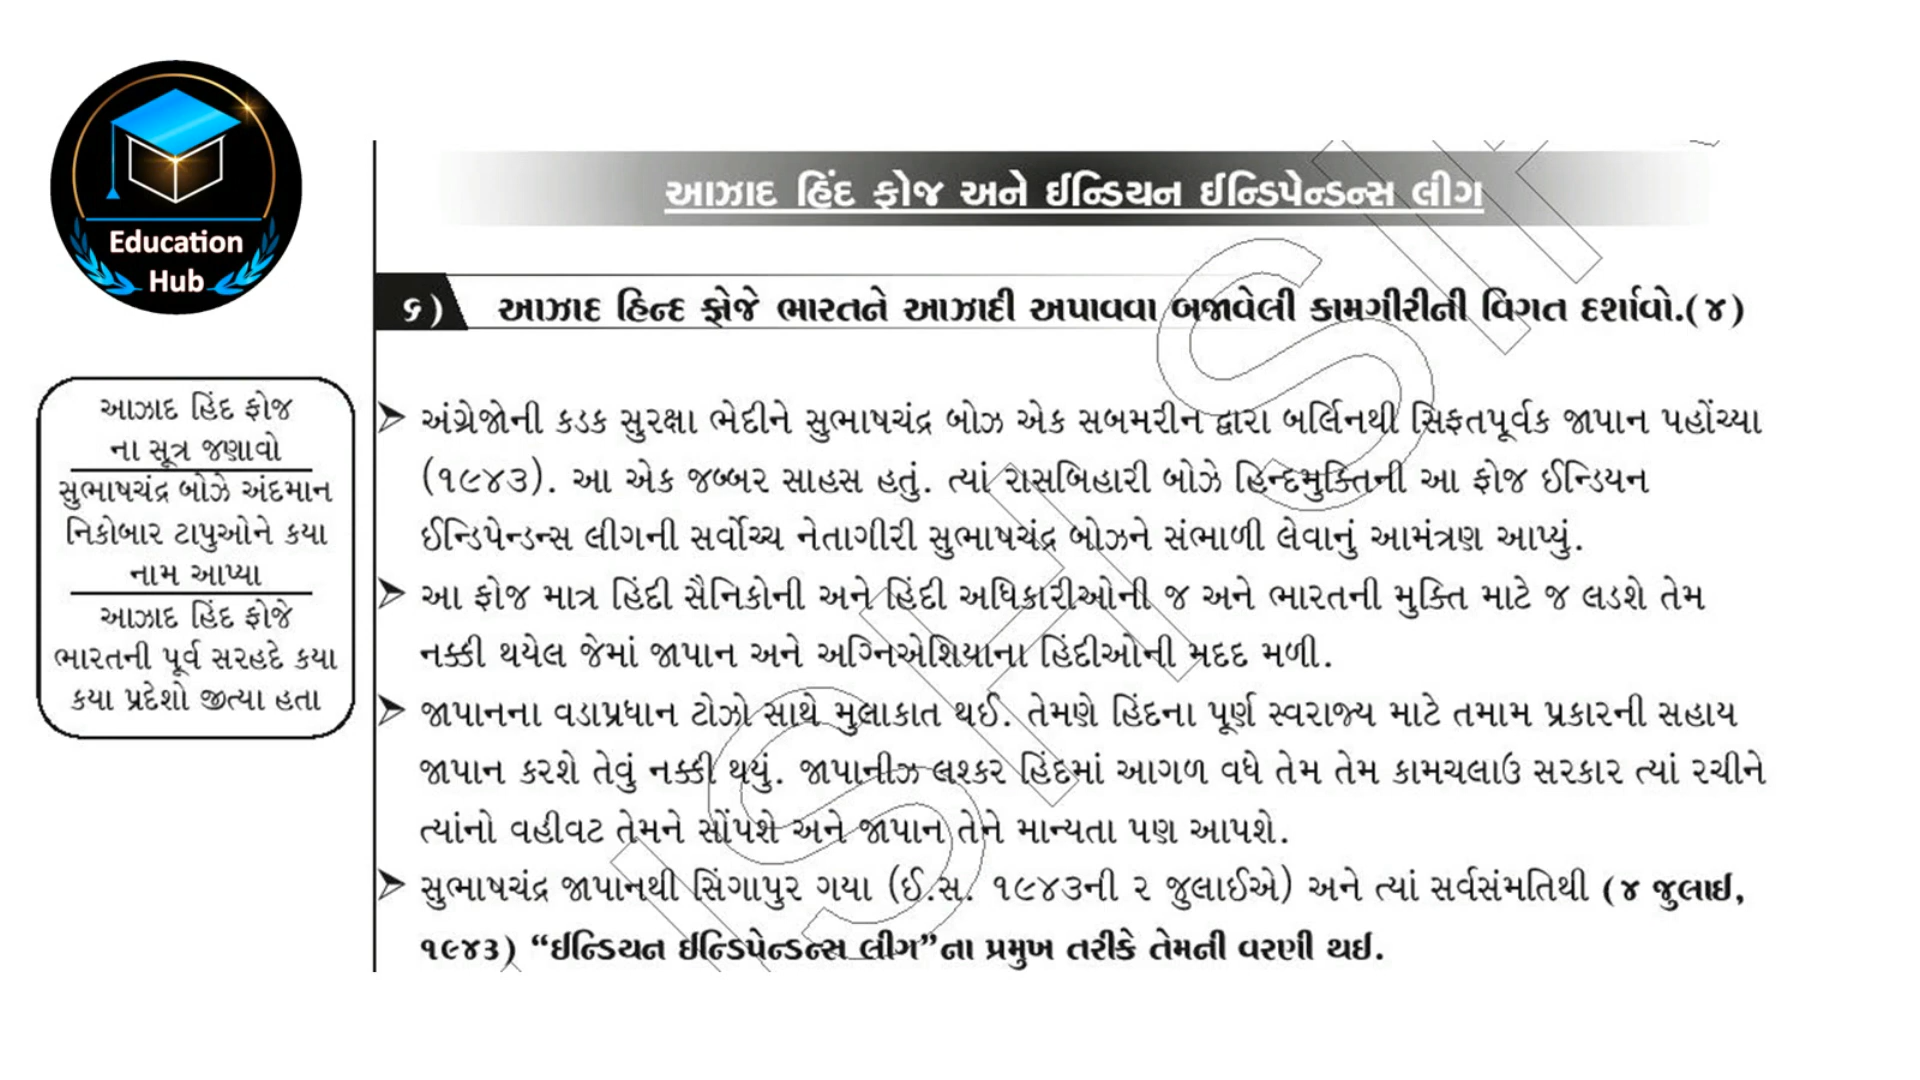 Education
Hub
આઝાદ હિંદ ફોજ
ના સૂત્ર જણાવો
સુભાષચંદ્ર બોઝે અંદમાન
નિકોબાર ટાપુઓને કયા
નામ આપ્યા
આઝાદ હિંદ ફોજે
ભારતની પૂર્વ સરહદે કયા
કયા પ્રદેશો જીત્યા હતા
આઝાદ હિંદ ફોજ અને ઈન્ડિયન ઈન્ડિપેન્ડન્સ લીગ
૬) આઝાદ હિન્દ ફોજે ભારતને આઝાદી અપાવવા બજાવેલી કામગીરીની વિગત દર્શાવો.(૪)
➢ અંગ્રેજોની કડક સુરક્ષા ભેદીને સુભાષચંદ્ર બોઝ એક સબમરીન દ્વારા બર્લિનથી સિફતપૂર્વક જાપાન પહોંચ્યા
(૧૯૪૩). આ એક જબ્બર સાહસ હતું. ત્યાં રાસબિહારી બોઝે હિન્દમુક્તિની આ ફોજ ઈન્ડિયન
ઈન્ડિપેન્ડન્સ લીગની સર્વોચ્ચ નેતાગીરી સુભાષચંદ્ર બોઝને સંભાળી લેવાનું આમંત્રણ આપ્યું.
➢ આ ફોજ માત્ર હિંદી સૈનિકોની અને હિંદી અધિકારીઓની જ અને ભારતની મુક્તિ માટે જ લડશે તેમ
નક્કી થયેલ જેમાં જાપાન અને અગ્નિએશિયાના હિંદીઓની મદદ મળી.
➢ જાપાનના વડાપ્રધાન ટોઝો સાથે મુલાકાત થઈ. તેમણે હિંદના પૂર્ણ સ્વરાજ્ય માટે તમામ પ્રકારની સહાય
જાપાન કરશે તેવું નક્કી થયું. જાપાનીઝ લશ્કર હિંદમાં આગળ વધે તેમ તેમ કામચલાઉ સરકાર ત્યાં રચીને
ત્યાંનો વહીવટ તેમને સોંપશે અને જાપાન તેને માન્યતા પણ આપશે.
➢ સુભાષચંદ્ર જાપાનથી સિંગાપુર ગયા (ઈ.સ. ૧૯૪૩ની ૨ જુલાઈએ) અને ત્યાં સર્વસંમતિથી (૪ જુલાઇ,
૧૯૪૩) “ઇન્ડિયન ઇન્ડિપેન્ડન્સ લીગ”ના પ્રમુખ તરીકે તેમની વરણી થઇ.